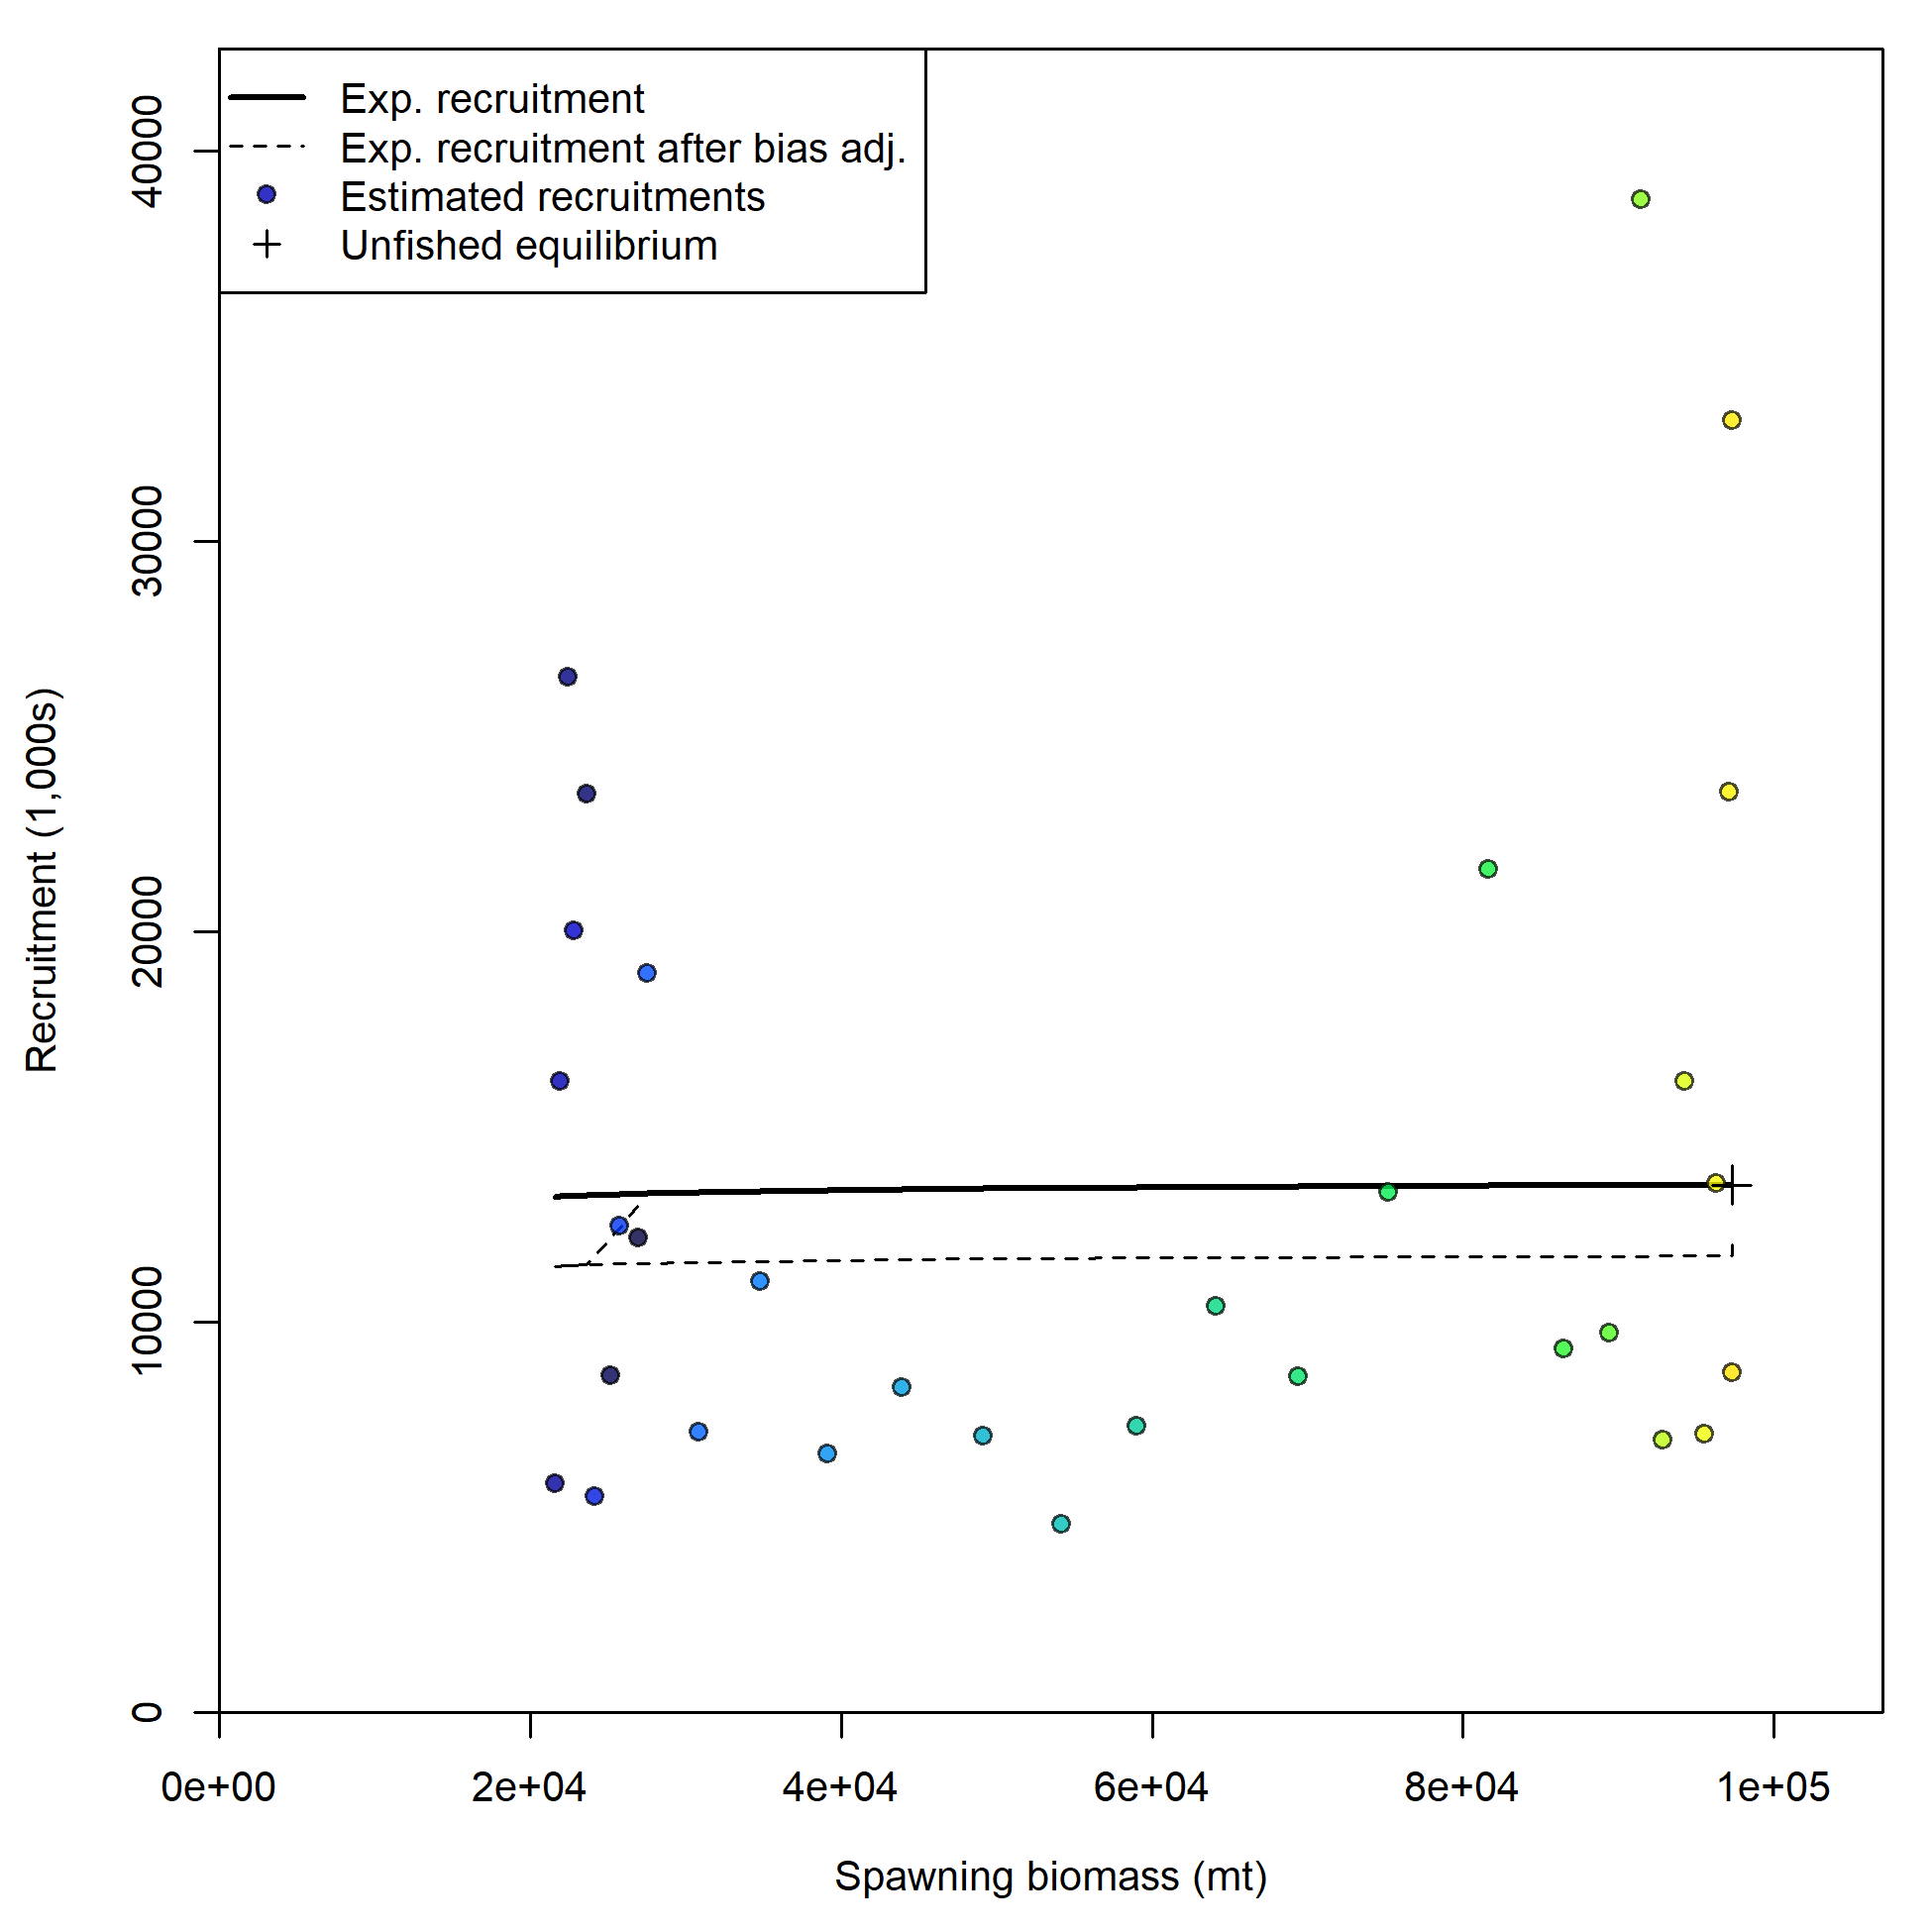 Exp. recruitment
Exp. recruitment after bias adj.
Estimated recruitments
Unfished equilibrium
Recruitment (1,000s)
40000
30000
20000
10000
0
0e+00 2e+04 4e+04 6e+04 8e+04 1e+05
Spawning biomass (mt)